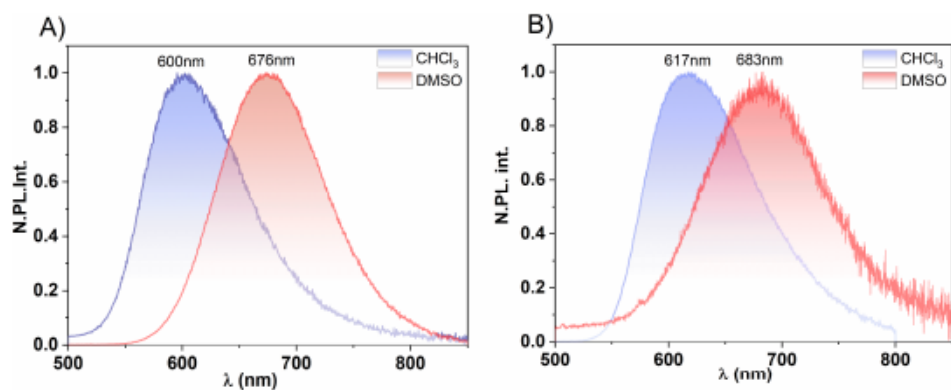 A)
600nm 676nm
CHCl3
DMSO
N.PL.Int.
1.0
0.8
0.6
0.4
0.2
0.0
500 600 700 800
λ (nm)
B)
617nm 683nm
CHCl3
DMSO
N.PL. int.
1.0
0.8
0.6
0.4
0.2
0.0
500 600 700 800
λ (nm)